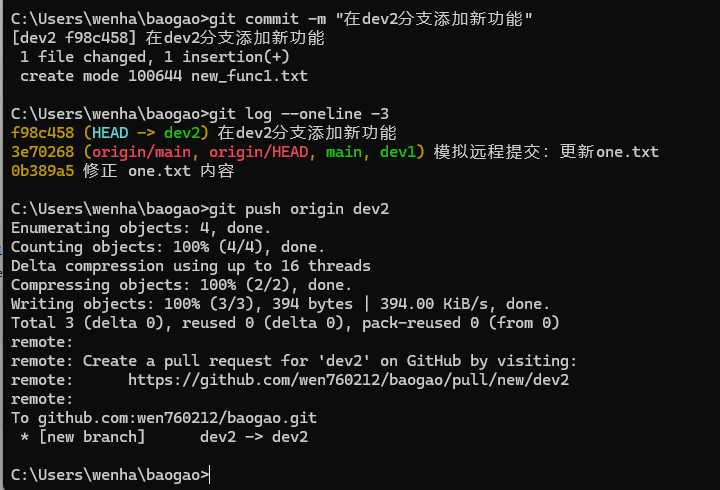 C:\Users\wenha\baogao>git commit -m "在dev2分支添加新功能"
[dev2 f98c458] 在dev2分支添加新功能
 1 file changed, 1 insertion(+)
 create mode 100644 new_func1.txt

C:\Users\wenha\baogao>git log --oneline -3
f98c458 (HEAD -> dev2) 在dev2分支添加新功能
3e70268 (origin/main, origin/HEAD, main, dev1) 模拟远程提交：更新one.txt
0b389a5 修正 one.txt 内容

C:\Users\wenha\baogao>git push origin dev2
Enumerating objects: 4, done.
Counting objects: 100% (4/4), done.
Delta compression using up to 16 threads
Compressing objects: 100% (2/2), done.
Writing objects: 100% (3/3), 394 bytes | 394.00 KiB/s, done.
Total 3 (delta 0), reused 0 (delta 0), pack-reused 0 (from 0)
remote:
remote: Create a pull request for 'dev2' on GitHub by visiting:
remote:      https://github.com/wen760212/baogao/pull/new/dev2
remote:
To github.com:wen760212/baogao.git
 * [new branch]      dev2 -> dev2

C:\Users\wenha\baogao>